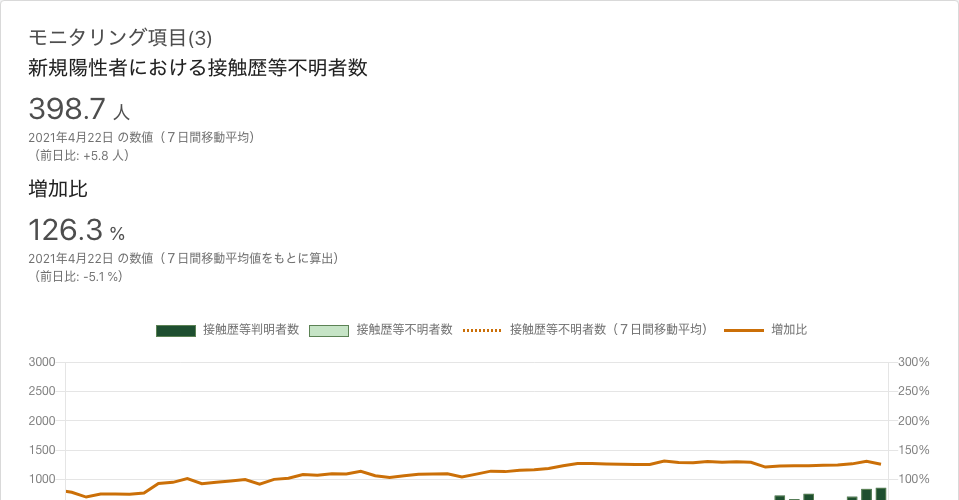 モニタリング項目(3)
新規陽性者における接触歴等不明者数
398.7 人
2021年4月22日 の数値（７日間移動平均）
（前日比: +5.8 人）
増加比
126.3 %
2021年4月22日 の数値（７日間移動平均値をもとに算出）
（前日比: -5.1 %）
接触歴等判明者数 接触歴等不明者数 接触歴等不明者数（７日間移動平均） 増加比
3000 300%
2500 250%
2000 200%
1500 150%
1000 100%